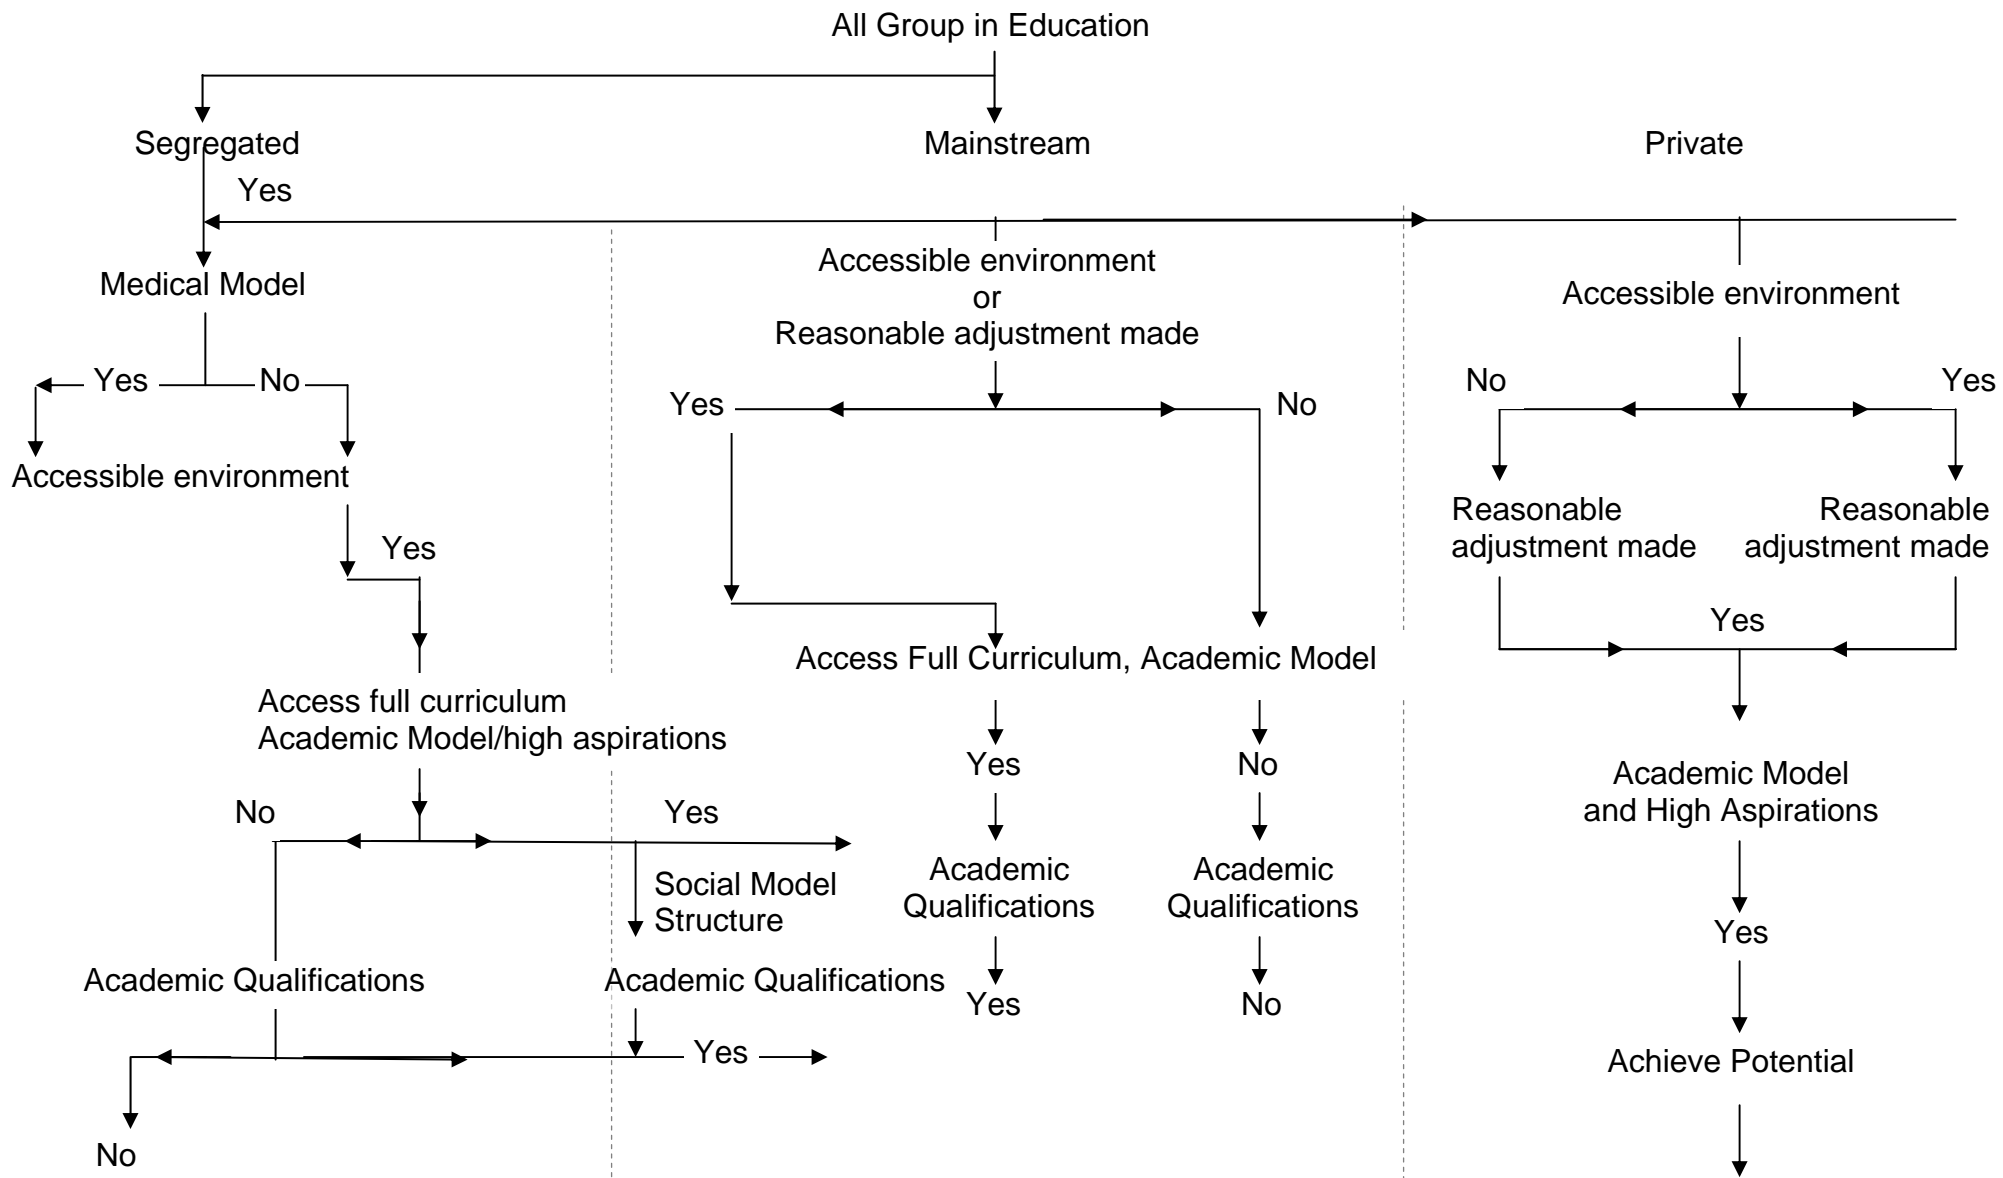 All Group in Education
Segregated
Mainstream
Private
Yes
Medical Model
Accessible environment
or
Reasonable adjustment made
Accessible environment
Yes
No
Yes
No
No
Yes
Accessible environment
Reasonable
adjustment made
Reasonable
adjustment made
Yes
Yes
Access Full Curriculum, Academic Model
Access full curriculum
Academic Model/high aspirations
Yes
No
Academic Model
and High Aspirations
No
Yes
Social Model
Structure
Academic
Qualifications
Academic
Qualifications
Yes
Academic Qualifications
Academic Qualifications
Yes
No
Yes
Achieve Potential
No